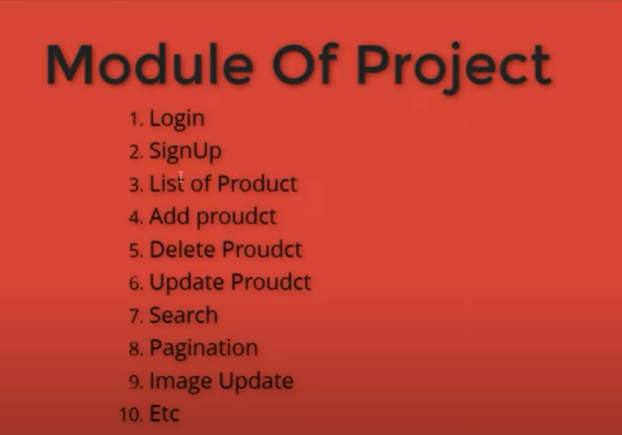 Module Of Project
1. Login
2. SignUp
3. List of Product
4. Add proudct
5. Delete Proudct
6. Update Proudct
7. Search
8. Pagination
9. Image Update
10. Etc